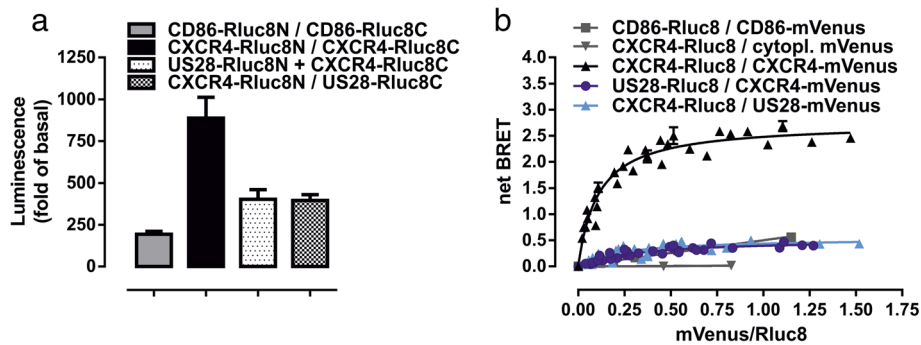 a
CD86-Rluc8N / CD86-Rluc8C
CXCR4-Rluc8N / CXCR4-Rluc8C
US28-Rluc8N + CXCR4-Rluc8C
CXCR4-Rluc8N / US28-Rluc8C
Luminescence
(fold of basal)
1250
1000
750
500
250
0
b
CD86-Rluc8 / CD86-mVenus
CXCR4-Rluc8 / cytopl. mVenus
CXCR4-Rluc8 / CXCR4-mVenus
US28-Rluc8 / CXCR4-mVenus
CXCR4-Rluc8 / US28-mVenus
net BRET
4.0
3.5
3.0
2.5
2.0
1.5
1.0
0.5
0.0
0.00 0.25 0.50 0.75 1.00 1.25 1.50 1.75
mVenus/Rluc8